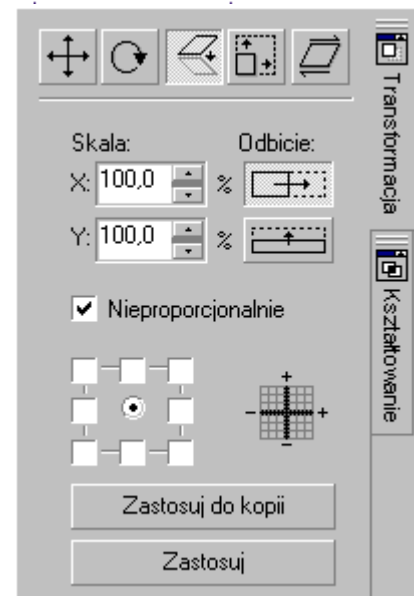 Skala:
Odbicie:
X: 100,0 %
Y: 100,0 %
Nieproporcjonalnie
+
- +
-
Zastosuj do kopii
Zastosuj
Transformacja
Kształtowanie